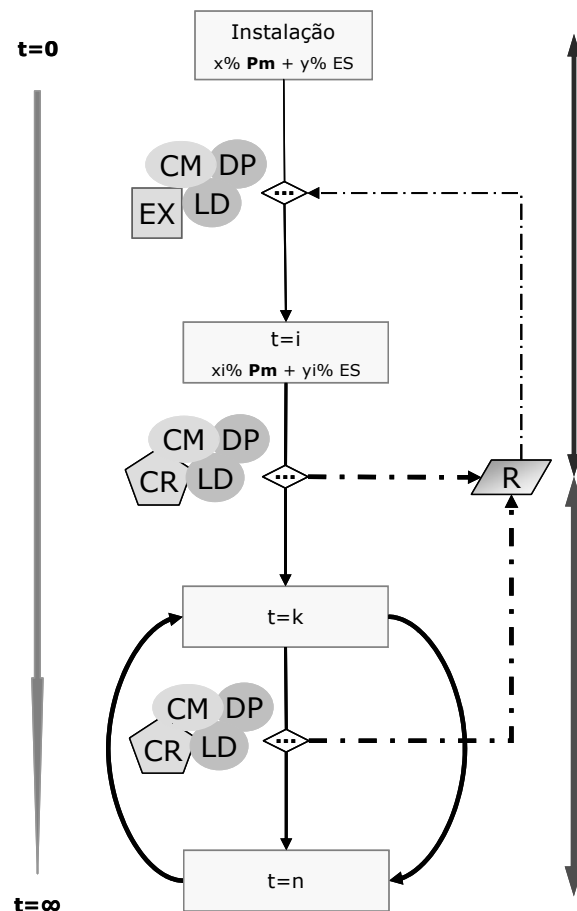 t=0
Instalação
x% Pm + y% ES
...
CM DP
EX LD
t=i
xi% Pm + yi% ES
CM DP
CR LD
...
R
t=k
CM DP
CR LD
...
t=n
t=∞